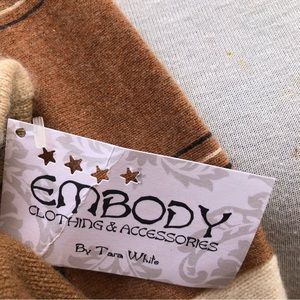 EMBODY
CLOTHING & ACCESSORIES
By Tara White